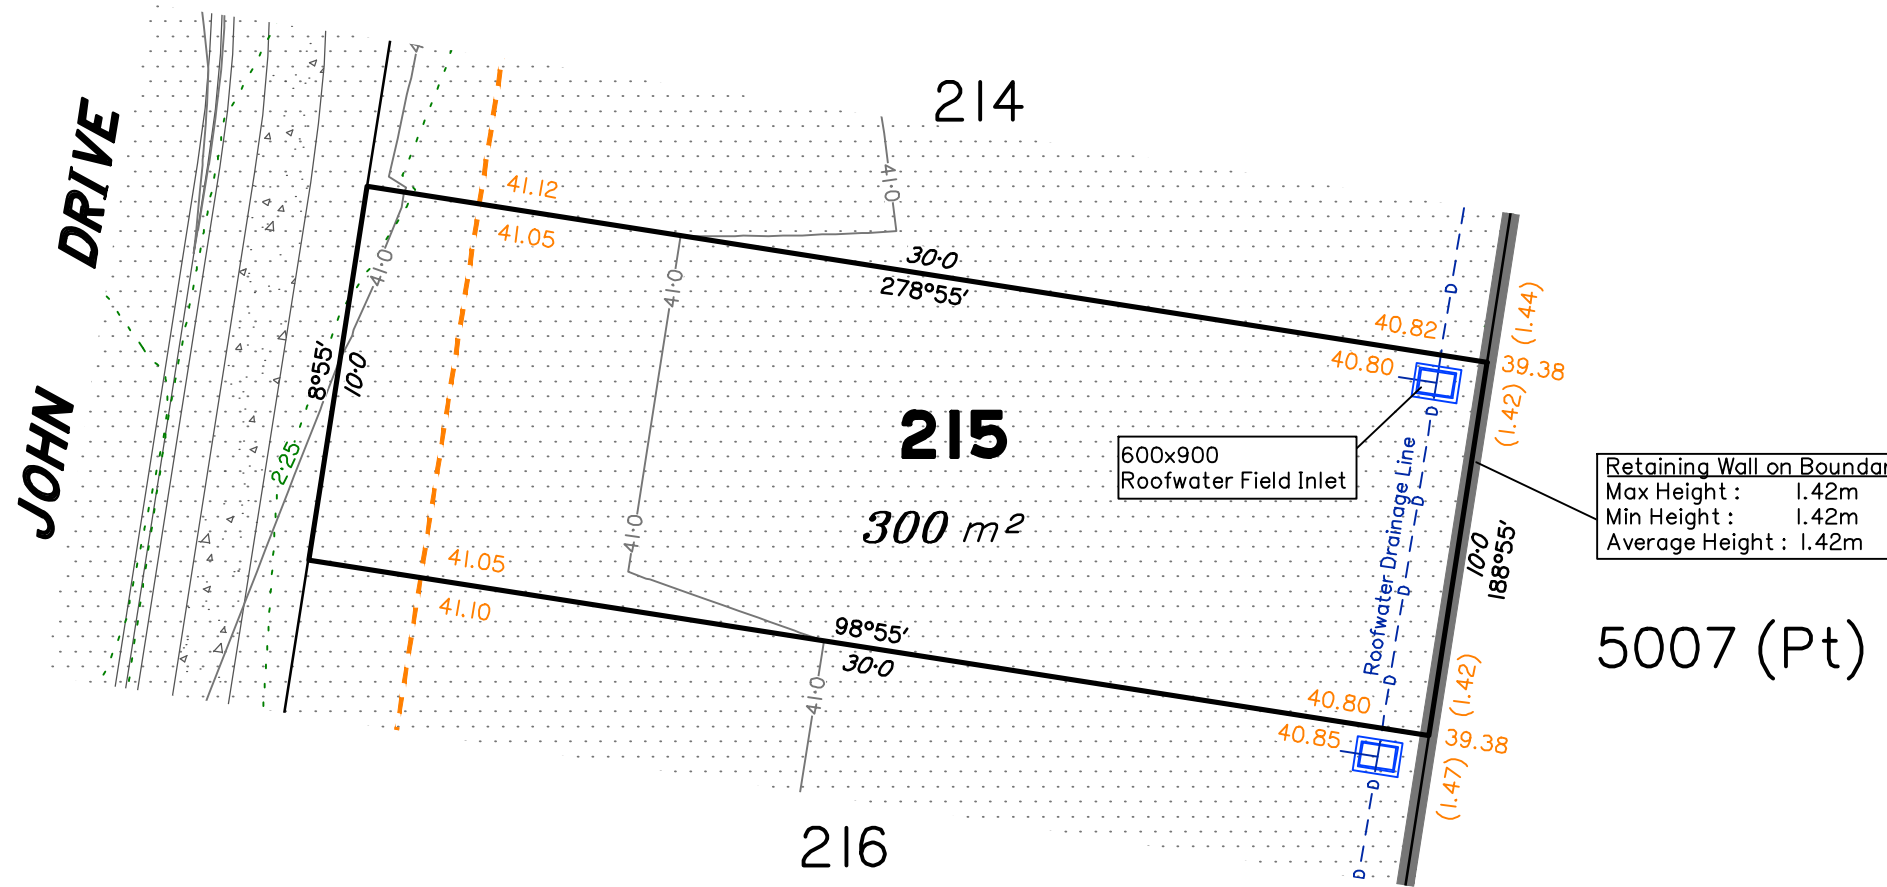 214
JOHN DRIVE
41.12
41.05
41·0
41·0
41·0
30·0
278°55'
40.82
40.80
(1.44)
39.38
(1.42)
8°55'
10·0
2·25
215
300 m²
600x900
Roofwater Field Inlet
Roofwater Drainage Line
D
D
D
D
D
D
D
D
Retaining Wall on Boundar
Max Height : 1.42m
Min Height : 1.42m
Average Height : 1.42m
10·0
188°55'
41·0
41.05
41.10
98°55'
30·0
41·0
40.80
40.85
(1.42)
39.38
(1.47)
5007 (Pt)
216